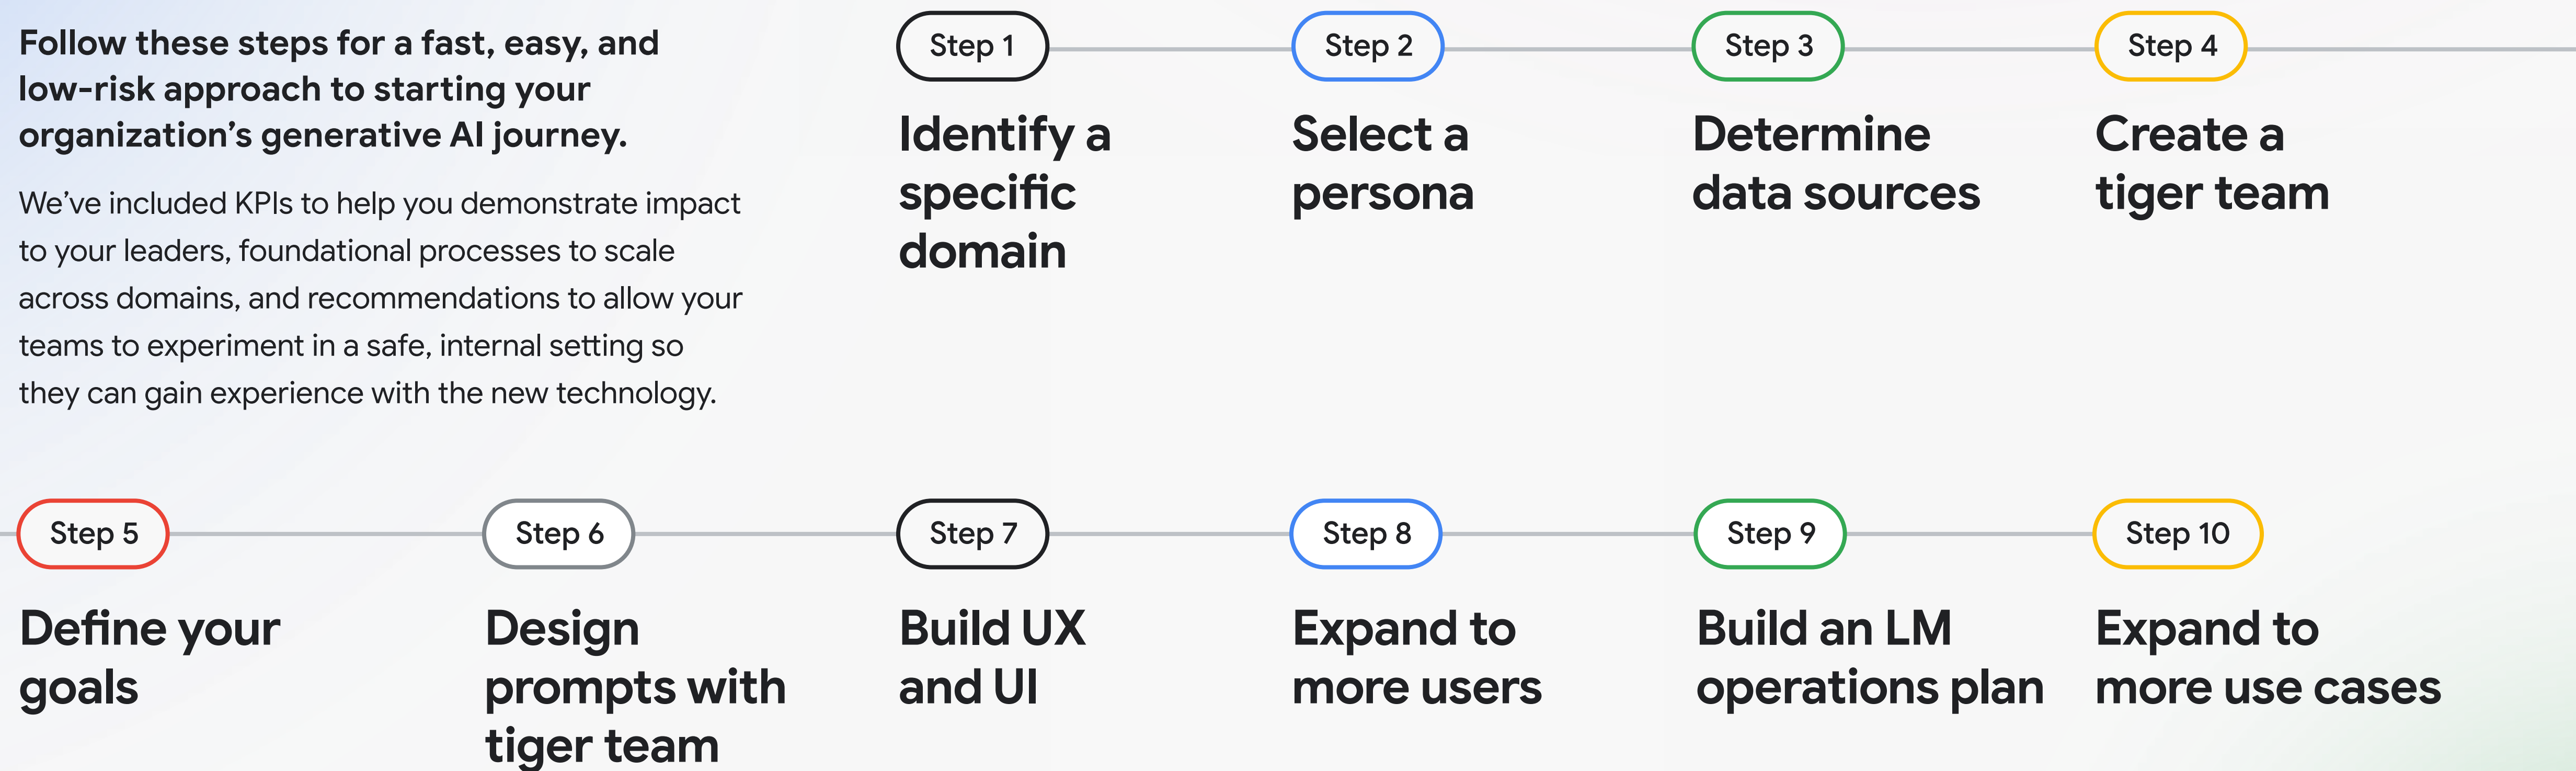 Follow these steps for a fast, easy, and
low-risk approach to starting your
organization’s generative AI journey.
We’ve included KPIs to help you demonstrate impact
to your leaders, foundational processes to scale
across domains, and recommendations to allow your
teams to experiment in a safe, internal setting so
they can gain experience with the new technology.
Step 1
Identify a
specific
domain
Step 2
Select a
persona
Step 3
Determine
data sources
Step 4
Create a
tiger team
Step 5
Define your
goals
Step 6
Design
prompts with
tiger team
Step 7
Build UX
and UI
Step 8
Expand to
more users
Step 9
Build an LM
operations plan
Step 10
Expand to
more use cases